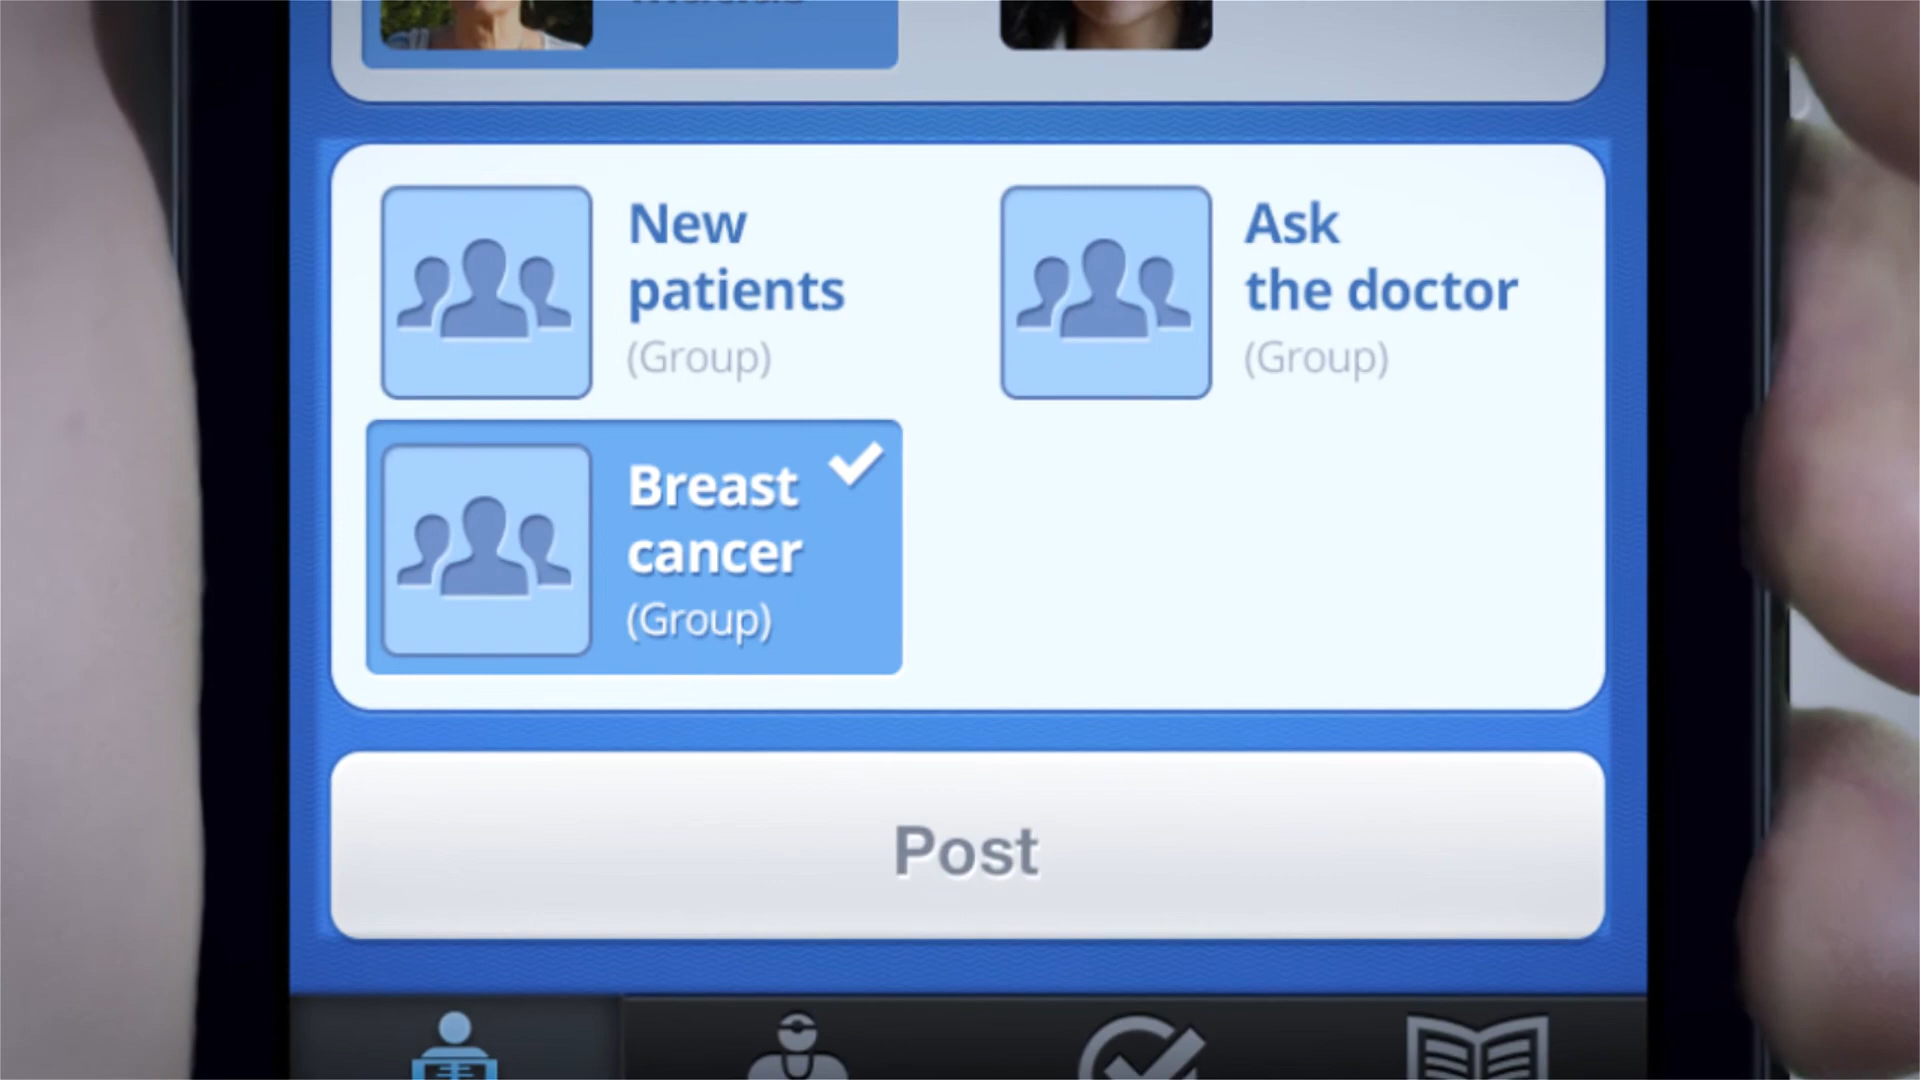 New
patients
(Group)
Ask
the doctor
(Group)
Breast
cancer
(Group)
Post